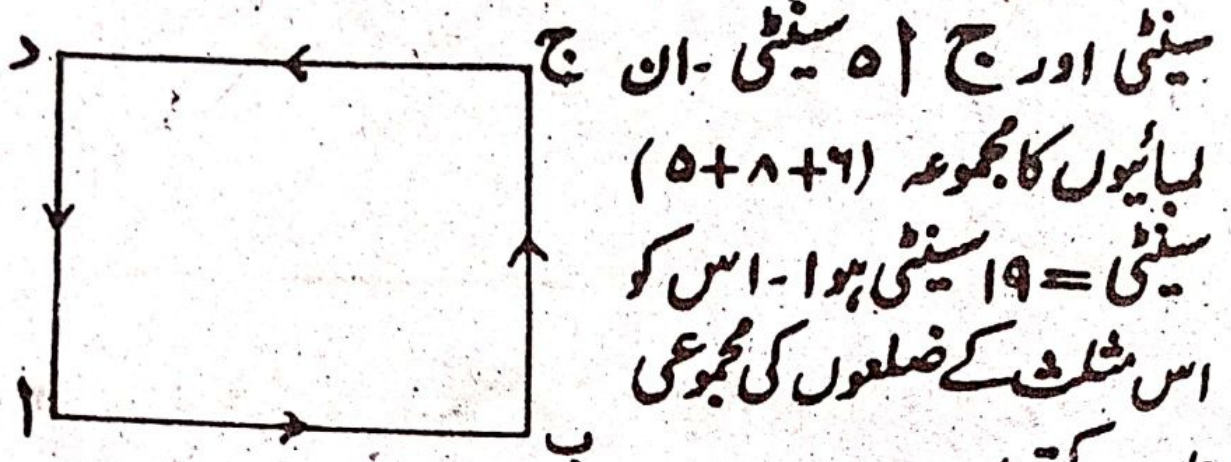 سینٹی اور ج ا ۵ سینٹی - ان
لمبائیوں کا مجموعہ (۶+۸+۵)
سینٹی = ۱۹ سینٹی ہوا - اس کو
اس مثلث کے ضلعوں کی مجموعی
د
ج
ا
ب